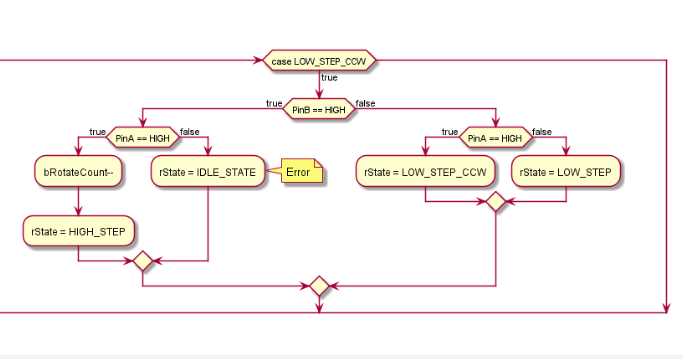 case LOW_STEP_CCW
true
PinB == HIGH
true
false
PinA == HIGH
true
false
bRotateCount--
rState = IDLE_STATE
Error
rState = HIGH_STEP
PinA == HIGH
true
false
rState = LOW_STEP_CCW
rState = LOW_STEP